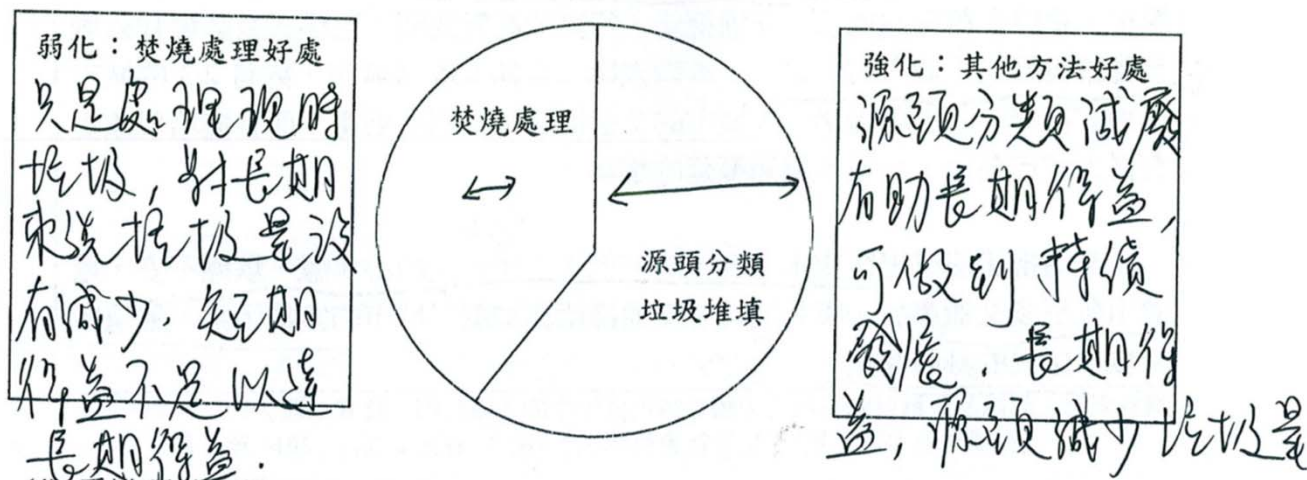 弱化：焚燒處理好處
只是處理現時
垃圾，對長期
來說垃圾量沒
有減少，短期
得益不足以達
長期得益．
焚燒處理
源頭分類
垃圾堆填
強化：其他方法好處
源頭分類減廢
有助長期得益，
可做到持續
發展．長期得
益，源頭減少垃圾量